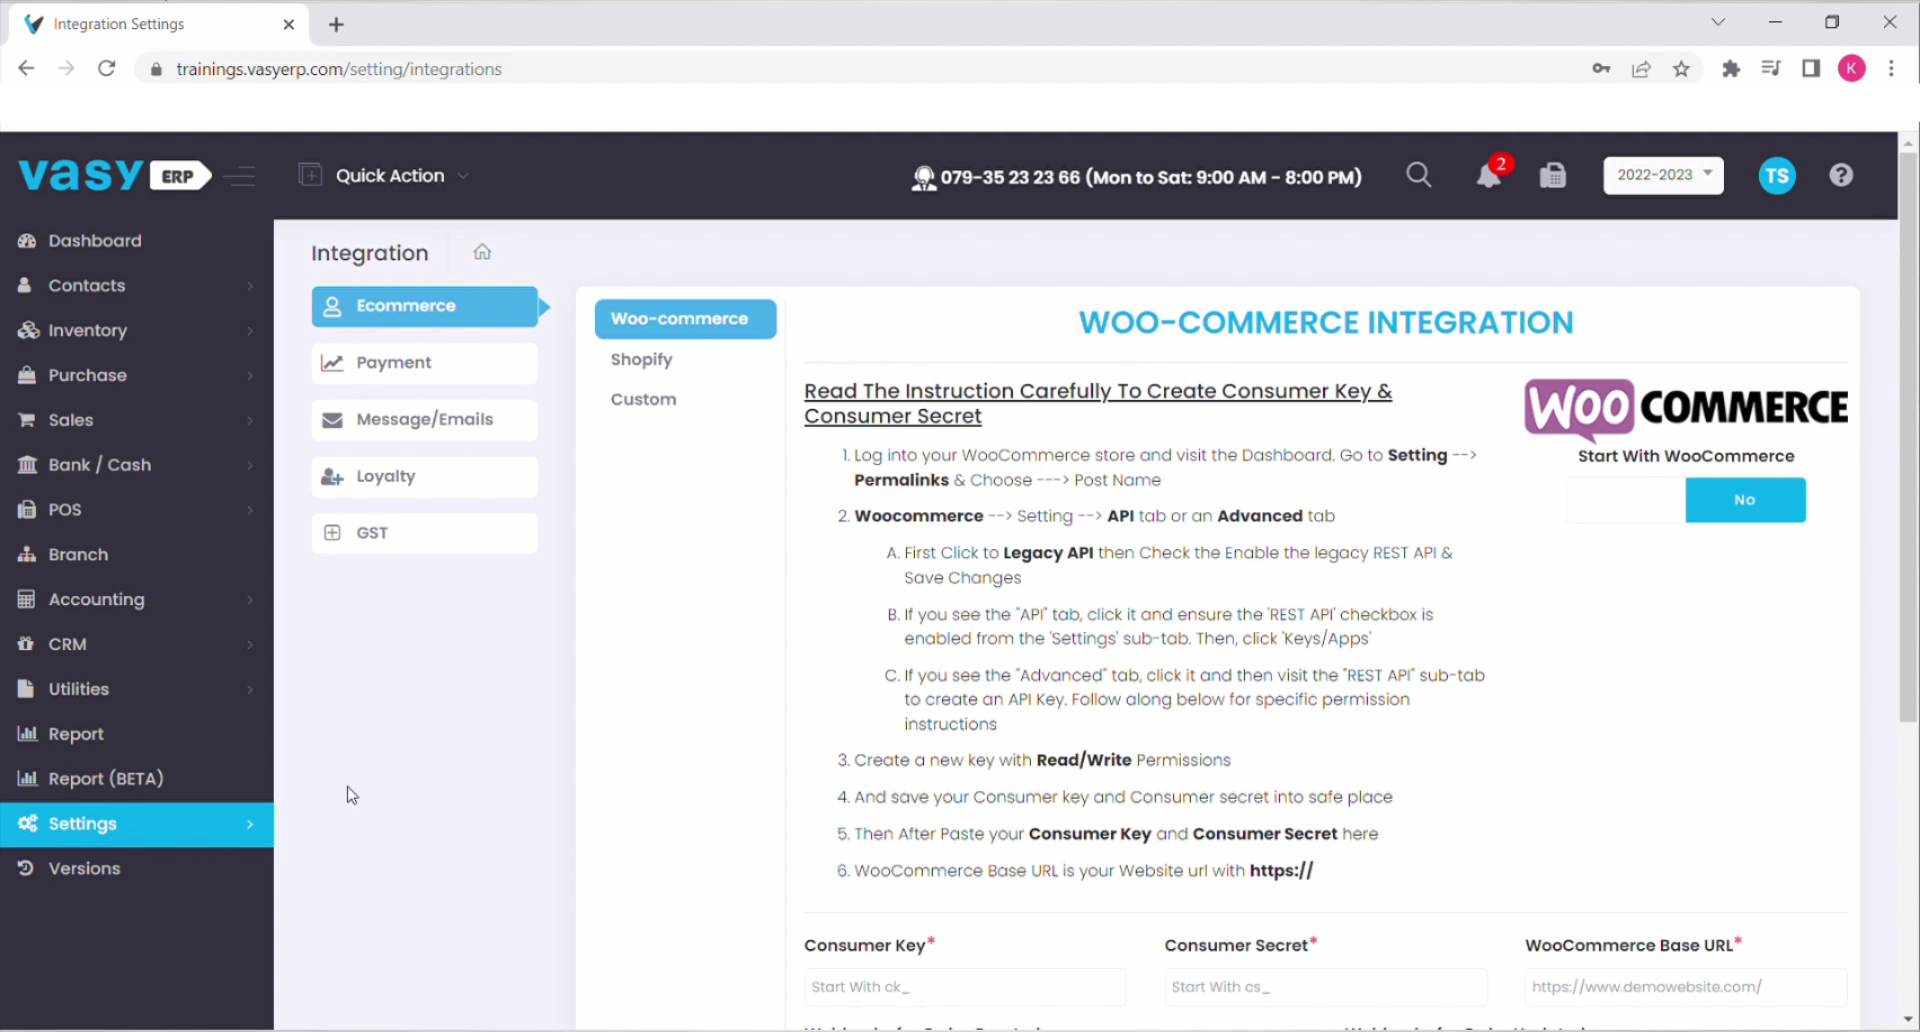 Integration Settings
trainings.vasyerp.com/setting/integrations
K
vasy ERP
Quick Action
079-35 23 23 66 (Mon to Sat: 9:00 AM - 8:00 PM)
2
2022-2023
TS
?
Dashboard
Contacts
Inventory
Purchase
Sales
Bank / Cash
POS
Branch
Accounting
CRM
Utilities
Report
Report (BETA)
Settings
Versions
Integration
Ecommerce
Payment
Message/Emails
Loyalty
GST
Woo-commerce
Shopify
Custom
WOO-COMMERCE INTEGRATION
Read The Instruction Carefully To Create Consumer Key &
Consumer Secret
1. Log into your WooCommerce store and visit the Dashboard. Go to Setting -->
Permalinks & Choose ---> Post Name
2. Woocommerce --> Setting --> API tab or an Advanced tab
A. First Click to Legacy API then Check the Enable the legacy REST API &
Save Changes
B. If you see the "API" tab, click it and ensure the 'REST API' checkbox is
enabled from the 'Settings' sub-tab. Then, click 'Keys/Apps'
C. If you see the "Advanced" tab, click it and then visit the "REST API" sub-tab
to create an API Key. Follow along below for specific permission
instructions
3. Create a new key with Read/Write Permissions
4. And save your Consumer key and Consumer secret into safe place
5. Then After Paste your Consumer Key and Consumer Secret here
6. WooCommerce Base URL is your Website url with https://
WOO COMMERCE
Start With WooCommerce
No
Consumer Key*
Consumer Secret*
WooCommerce Base URL*
Start With ck_
Start With cs_
https://www.demowebsite.com/